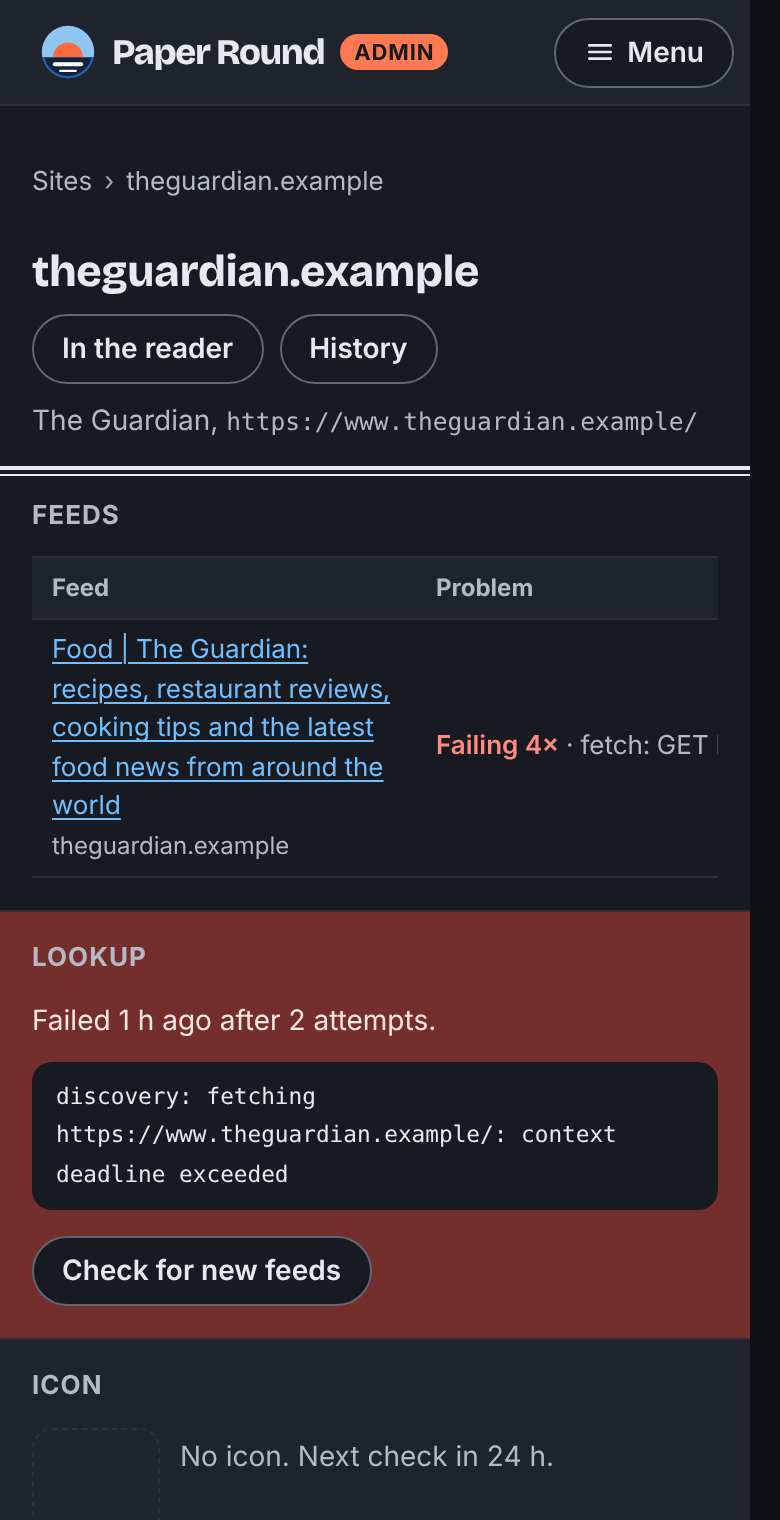 Paper Round ADMIN Menu
Sites › theguardian.example
theguardian.example
In the reader History
The Guardian, https://www.theguardian.example/
FEEDS
Feed Problem
Food | The Guardian:
recipes, restaurant reviews,
cooking tips and the latest
food news from around the
world
theguardian.example
Failing 4× · fetch: GET
LOOKUP
Failed 1 h ago after 2 attempts.
discovery: fetching
https://www.theguardian.example/: context
deadline exceeded
Check for new feeds
ICON
No icon. Next check in 24 h.